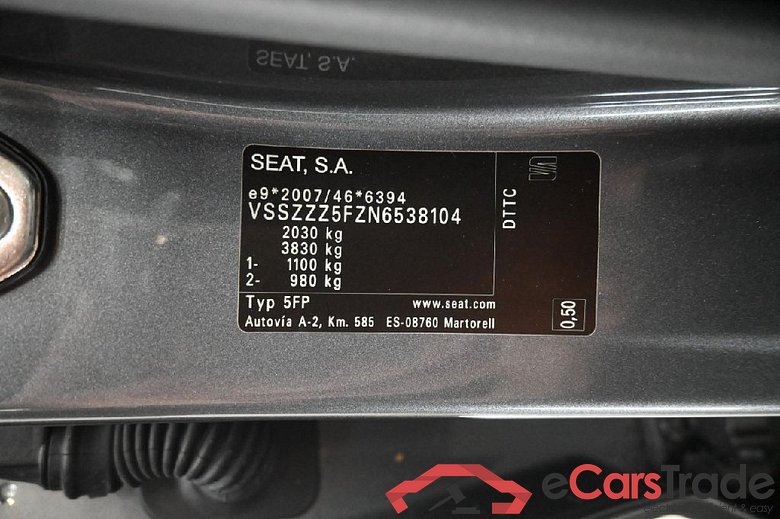 SEAT, S.A.
SEAT, S.A.
e9*2007/46*6394
VSSZZZ5FZN6538104
2030 kg
3830 kg
1- 1100 kg
2- 980 kg
DTTC
Typ 5FP www.seat.com
Autovía A-2, Km. 585 ES-08760 Martorell
0,50
eCarsTrade
& easy